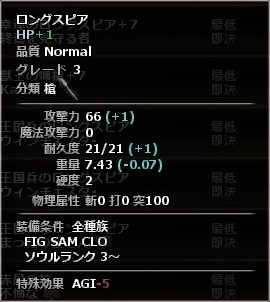 ロングスピア
HP+1
品質 Normal
グレード 3
分類 槍
攻撃力 66 (+1)
魔法攻撃力 0
耐久度 21/21 (+1)
重量 7.43 (-0.07)
硬度 2
物理属性 斬0 打0 突100
装備条件 全種族
FIG SAM CLO
ソウルランク 3～
特殊効果 AGI-5